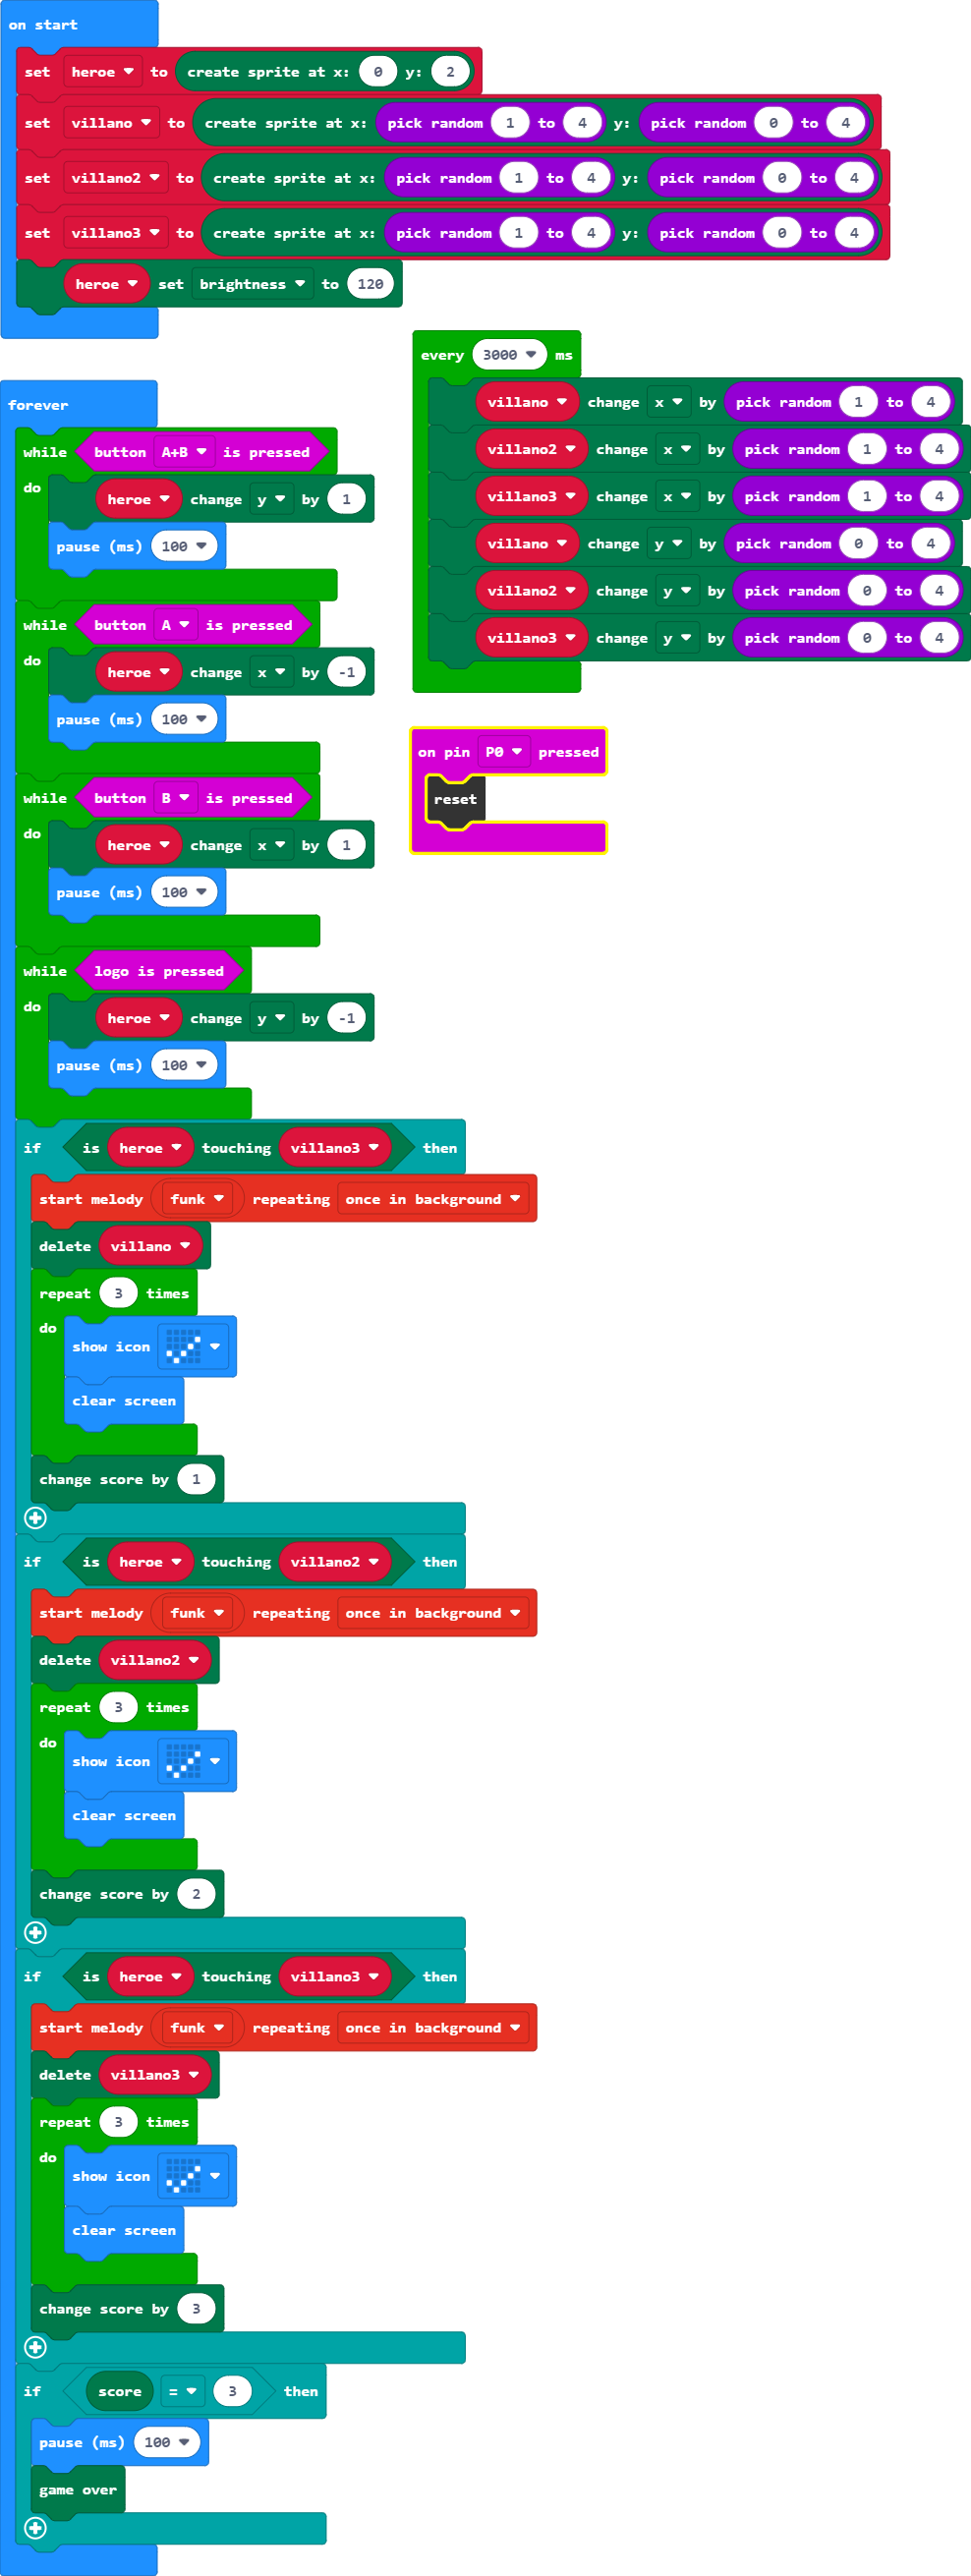 on start
set heroe to create sprite at x: 0 y: 2
set villano to create sprite at x: pick random 1 to 4 y: pick random 0 to 4
set villano2 to create sprite at x: pick random 1 to 4 y: pick random 0 to 4
set villano3 to create sprite at x: pick random 1 to 4 y: pick random 0 to 4
heroe set brightness to 120
every 3000 ms
villano change x by pick random 1 to 4
villano2 change x by pick random 1 to 4
villano3 change x by pick random 1 to 4
villano change y by pick random 0 to 4
villano2 change y by pick random 0 to 4
villano3 change y by pick random 0 to 4
on pin P0 pressed
reset
forever
while button A+B is pressed
do heroe change y by 1
pause (ms) 100
while button A is pressed
do heroe change x by -1
pause (ms) 100
while button B is pressed
do heroe change x by 1
pause (ms) 100
while logo is pressed
do heroe change y by -1
pause (ms) 100
if is heroe touching villano3 then
start melody funk repeating once in background
delete villano
repeat 3 times
do show icon
clear screen
change score by 1
if is heroe touching villano2 then
start melody funk repeating once in background
delete villano2
repeat 3 times
do show icon
clear screen
change score by 2
if is heroe touching villano3 then
start melody funk repeating once in background
delete villano3
repeat 3 times
do show icon
clear screen
change score by 3
if score = 3 then
pause (ms) 100
game over